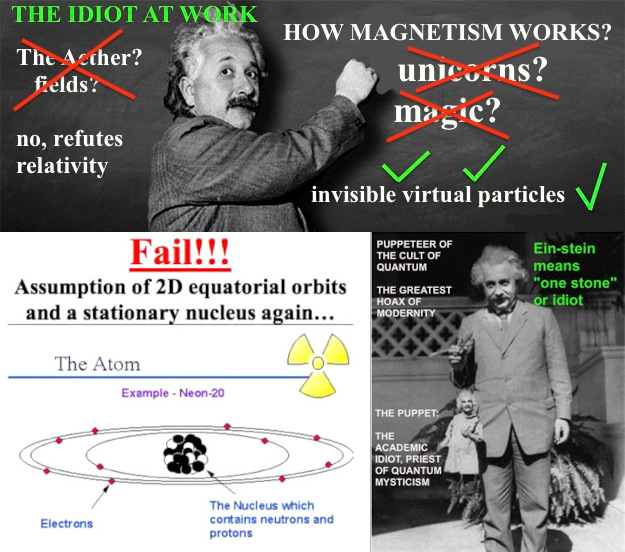 THE IDIOT AT WORK
The Aether?
fields?
no, refutes
relativity
HOW MAGNETISM WORKS?
unicorns?
magic?
invisible virtual particles
Fail!!!
Assumption of 2D equatorial orbits
and a stationary nucleus again...
The Atom
Example - Neon-20
Electrons
The Nucleus which
contains neutrons and
protons
PUPPETEER OF
THE CULT OF
QUANTUM
THE GREATEST
HOAX OF
MODERNITY
Ein-stein
means
"one stone"
or idiot
THE PUPPET:
THE
ACADEMIC
IDIOT, PRIEST
OF QUANTUM
MYSTICISM